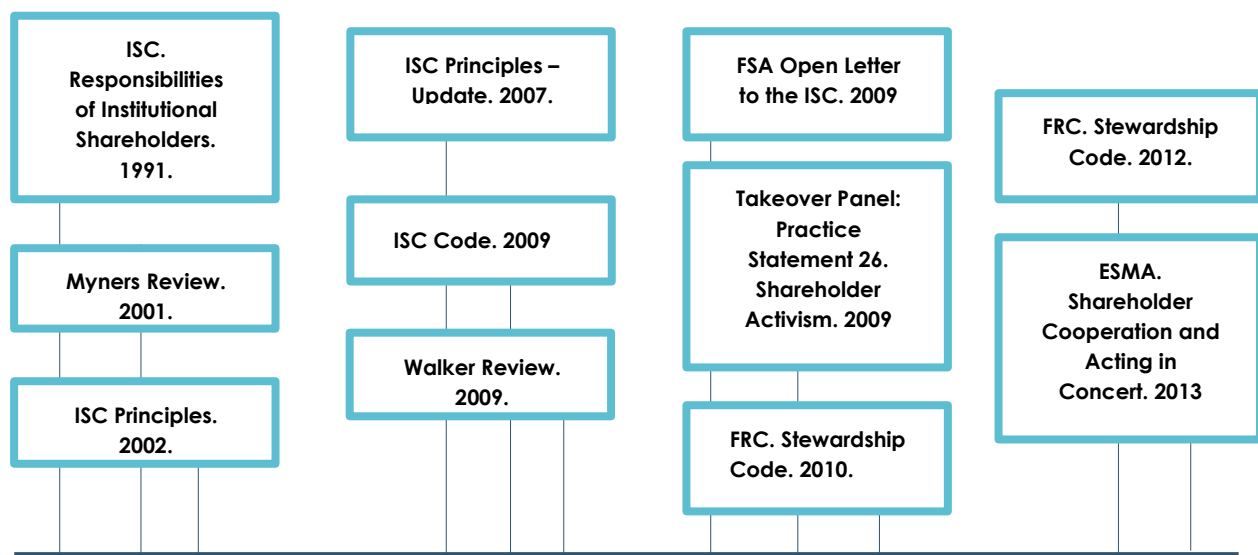 ISC.
Responsibilities
of Institutional
Shareholders.
1991.
Myners Review.
2001.
ISC Principles.
2002.
ISC Principles –
Update. 2007.
ISC Code. 2009
Walker Review.
2009.
FSA Open Letter
to the ISC. 2009
Takeover Panel:
Practice
Statement 26.
Shareholder
Activism. 2009
FRC. Stewardship
Code. 2010.
FRC. Stewardship
Code. 2012.
ESMA.
Shareholder
Cooperation and
Acting in
Concert. 2013